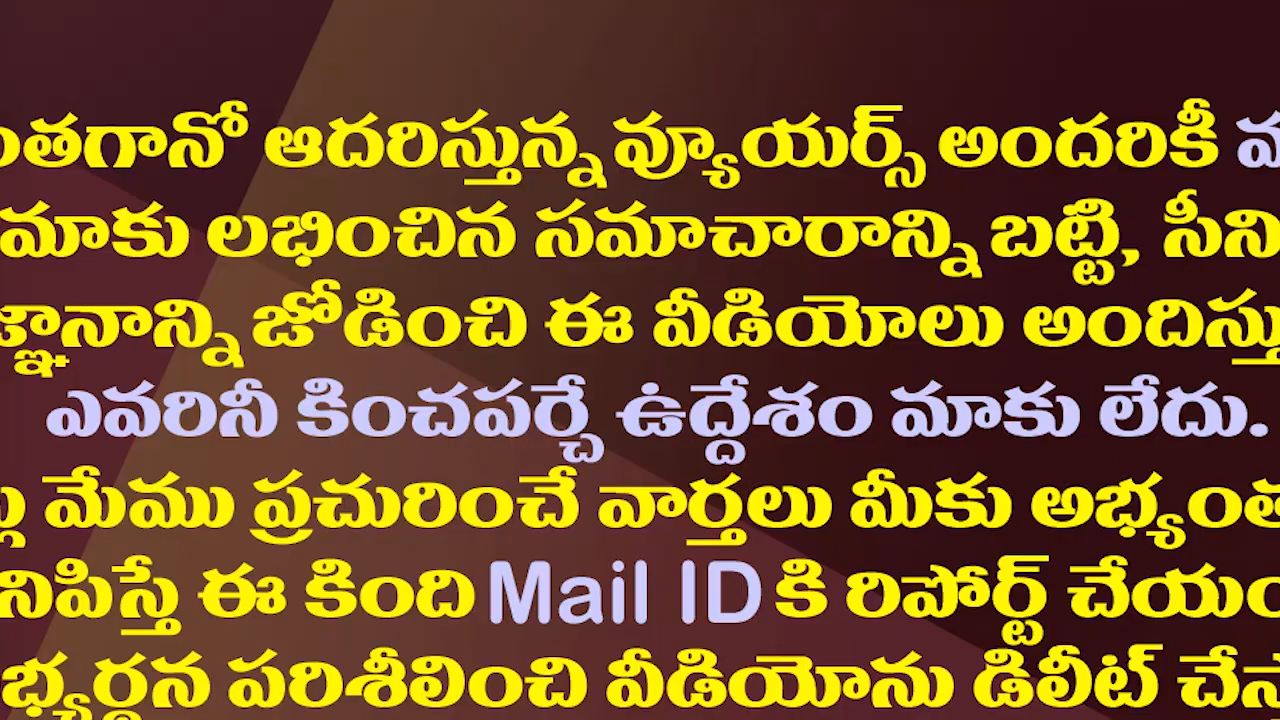 ఆదరిస్తున్న వ్యూయర్స్ అందరికీ
మాకు లభించిన సమాచారాన్ని బట్టి,
జోడించి ఈ వీడియోలు
ఎవరినీ కించపర్చే ఉద్దేశం మాకు లేదు.
మేము ప్రచురించే వార్తలు మీకు
ఈ కింది Mail ID కి రిపోర్ట్
పరిశీలించి వీడియోను డిలీట్